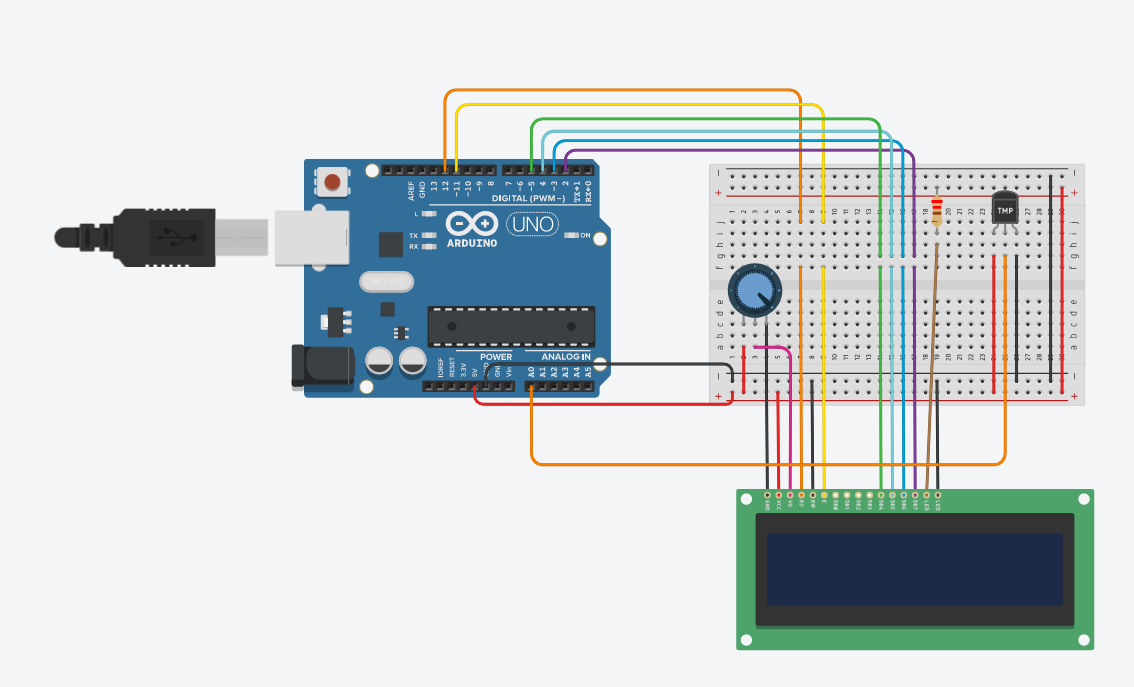 AREF
GND
13
12
~11
~10
~9
8
7
~6
~5
4
~3
2
TX→1
RX←0
DIGITAL (PWM~)
L
TX
RX
ARDUINO
UNO
ON
POWER
ANALOG IN
IOREF
RESET
3.3V
5V
GND
Vin
A0
A1
A2
A3
A4
A5
TMP
j
i
h
g
f
e
d
c
b
a
GND
VCC
V0
RS
RW
E
DB0
DB1
DB2
DB3
DB4
DB5
DB6
DB7
LED
LED